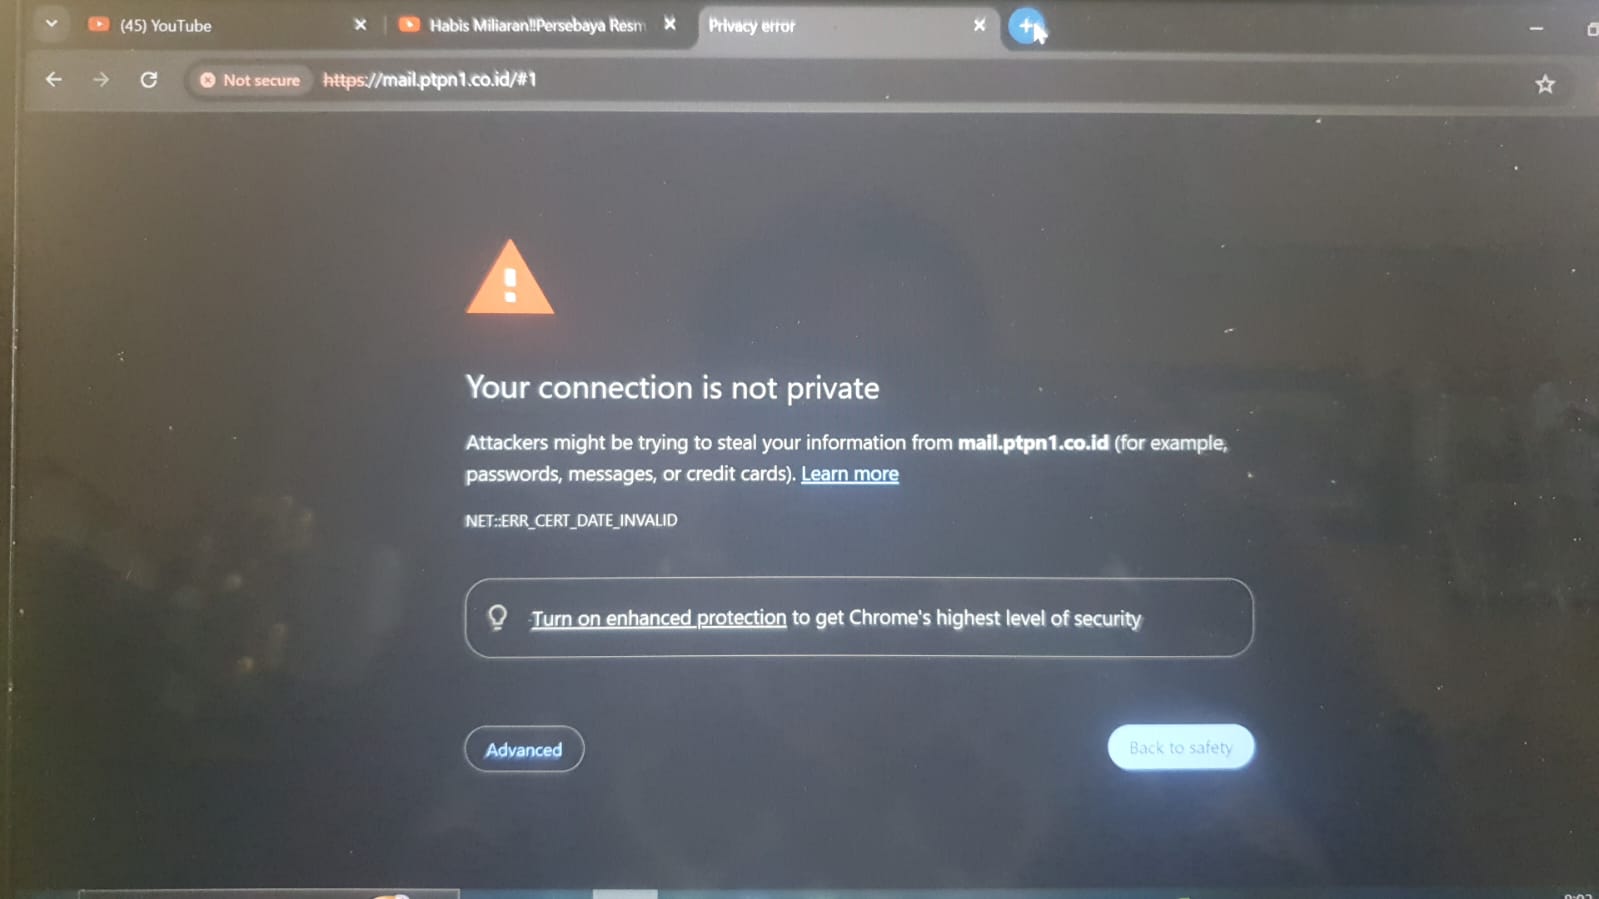 (45) YouTube
Habis Miliaran!!Persebaya Resm
Privacy error
Not secure
https://mail.ptpn1.co.id/#1
Your connection is not private
Attackers might be trying to steal your information from mail.ptpn1.co.id (for example,
passwords, messages, or credit cards). Learn more
NET::ERR_CERT_DATE_INVALID
Turn on enhanced protection to get Chrome's highest level of security
Advanced
Back to safety